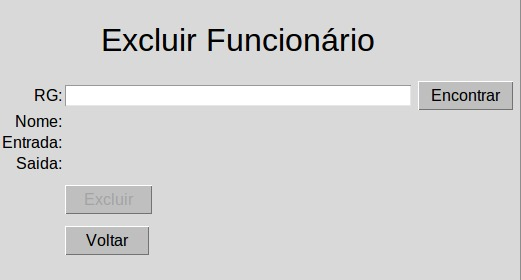 Excluir Funcionário
RG: Encontrar
Nome:
Entrada:
Saida:
Excluir
Voltar